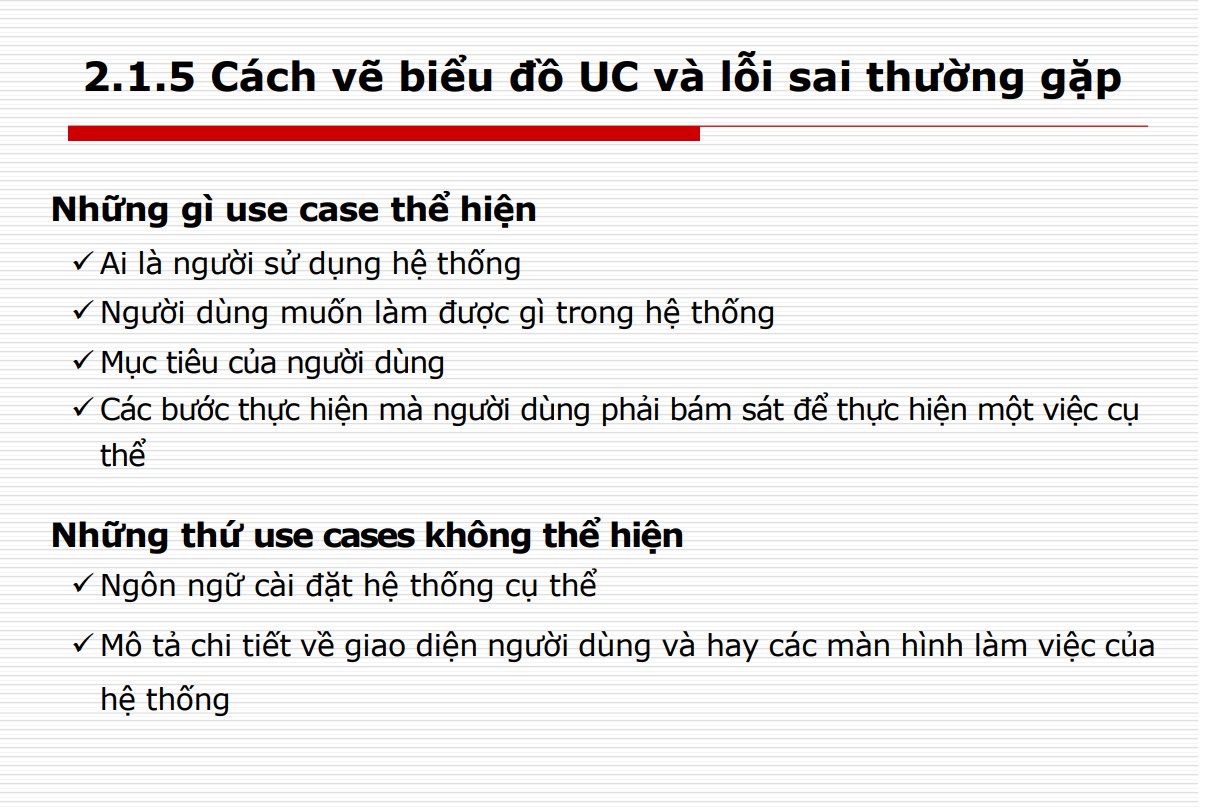 2.1.5 Cách vẽ biểu đồ UC và lỗi sai thường gặp
Những gì use case thể hiện
✓ Ai là người sử dụng hệ thống
✓ Người dùng muốn làm được gì trong hệ thống
✓ Mục tiêu của người dùng
✓ Các bước thực hiện mà người dùng phải bám sát để thực hiện một việc cụ
thể
Những thứ use cases không thể hiện
✓ Ngôn ngữ cài đặt hệ thống cụ thể
✓ Mô tả chi tiết về giao diện người dùng và hay các màn hình làm việc của
hệ thống